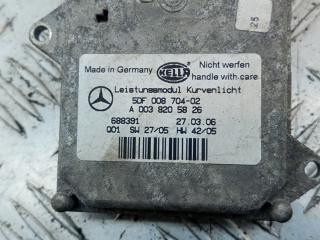 Made in Germany HELLA Nicht werfen
handle with care
Leistungsmodul Kurvenlicht
5DF 008 704-02
A 003 820 58 26
688391 27.03.06
Q01 SW 27/05 HW 42/05